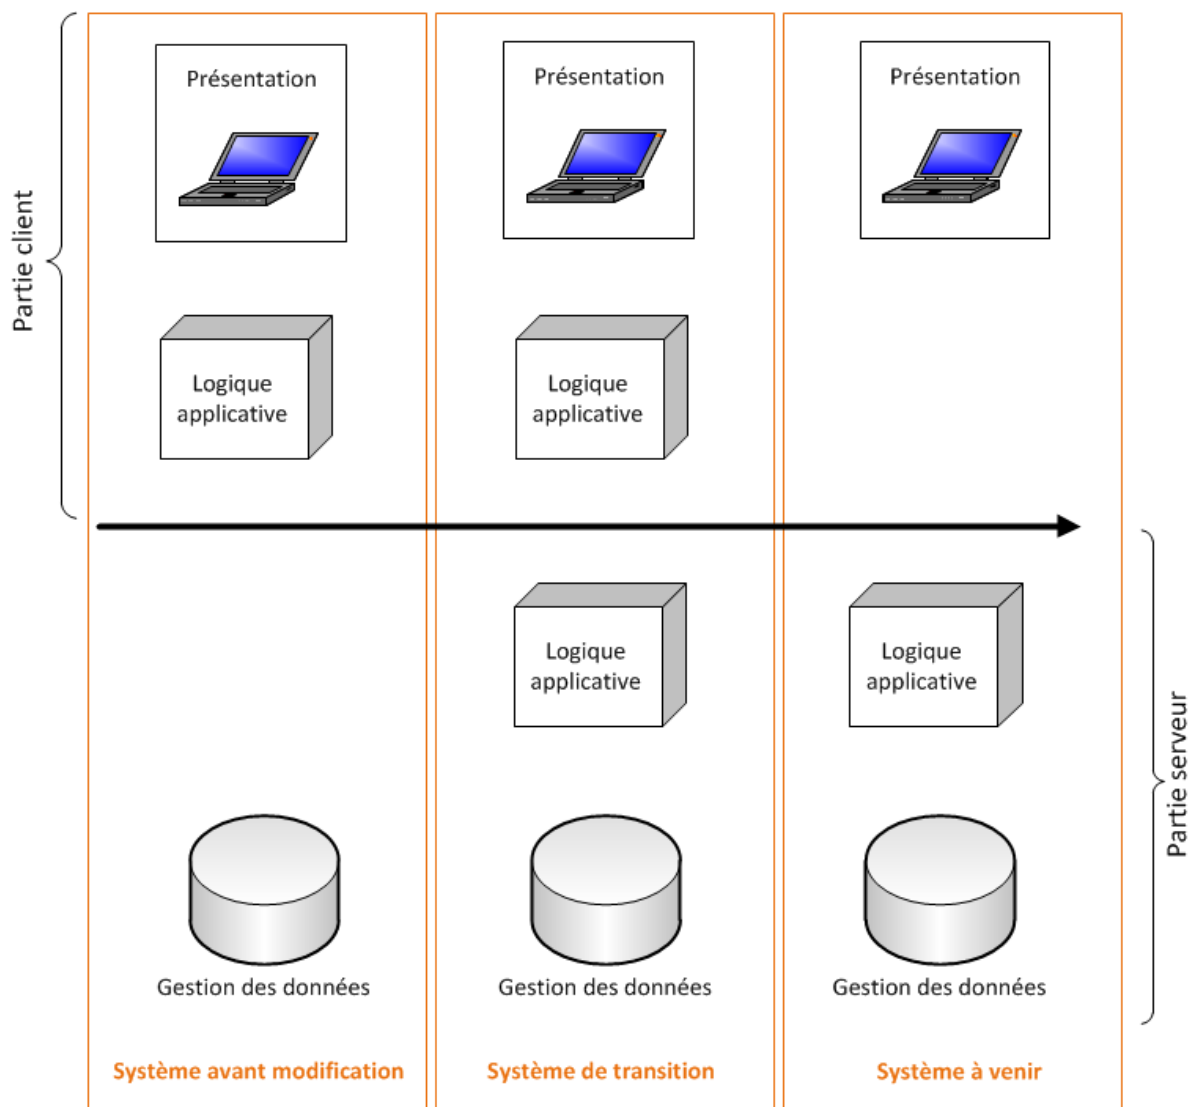 Partie client
Présentation
Présentation
Présentation
Logique
applicative
Logique
applicative
Logique
applicative
Logique
applicative
Partie serveur
Gestion des données
Gestion des données
Gestion des données
Système avant modification
Système de transition
Système à venir